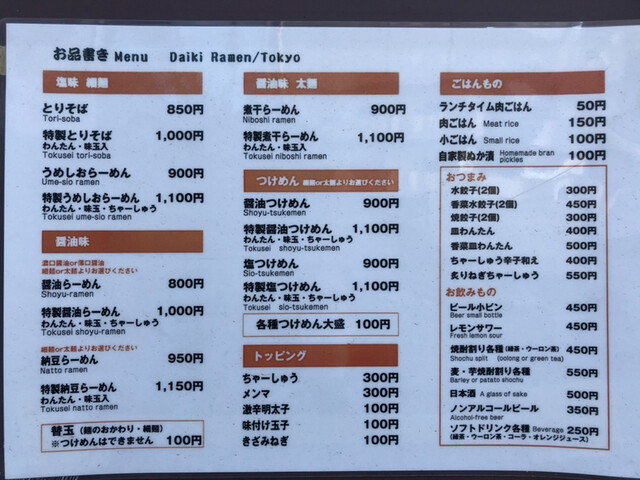 お品書き Menu Daiki Ramen/Tokyo
塩味 細麺
とりそば 850円
Tori-soba
特製とりそば 1,000円
わんたん・味玉入
Tokusei tori-soba
うめしおらーめん 900円
Ume-sio ramen
特製うめしおらーめん 1,100円
わんたん・味玉・ちゃーしゅう
Tokusei ume-sio ramen
醤油味
濃口醤油or薄口醤油
細麺or太麺よりお選びください
醤油らーめん 800円
Shoyu-ramen
特製醤油らーめん 1,000円
わんたん・味玉・ちゃーしゅう
Tokusei shoyu-ramen
細麺or太麺よりお選びください
納豆らーめん 950円
Natto ramen
特製納豆らーめん 1,150円
わんたん・味玉入
Tokusei natto ramen
替玉 (麺のおかわり・細麺)
※つけめんはできません 100円
醤油味 太麺
煮干らーめん 900円
Niboshi ramen
特製煮干らーめん 1,100円
わんたん・味玉・ちゃーしゅう
Tokusei niboshi ramen
つけめん 細麺or太麺よりお選びください
醤油つけめん 900円
Shoyu-tsukemen
特製醤油つけめん 1,100円
わんたん・味玉・ちゃーしゅう
Tokusei shoyu-tsukemen
塩つけめん 900円
Sio-tsukemen
特製塩つけめん 1,100円
わんたん・味玉・ちゃーしゅう
Tokusei sio-tsukemen
各種つけめん大盛 100円
トッピング
ちゃーしゅう 300円
メンマ 300円
激辛明太子 100円
味付け玉子 100円
きざみねぎ 100円
ごはんもの
ランチタイム肉ごはん 50円
肉ごはん Meat rice 150円
小ごはん Small rice 100円
自家製ぬか漬 Homemade bran pickles 100円
おつまみ
水餃子(2個) 300円
香菜水餃子(2個) 450円
焼餃子(2個) 400円
皿わんたん 400円
香菜皿わんたん 500円
ちゃーしゅう辛子和え 400円
炙りねぎちゃーしゅう 550円
お飲みもの
ビール小ビン 450円
Beer small bottle
レモンサワー 450円
Fresh lemon sour
焼酎割り各種 (緑茶・ウーロン茶) 450円
Shochu spit (oolong or green tea)
麦・芋焼酎割り各種 550円
Barley or patato shochu
日本酒 A glass of sake 500円
ノンアルコールビール 350円
Alcohol-free beer
ソフトドリンク各種 Beverage 250円
(緑茶・ウーロン茶・コーラ・オレンジジュース)